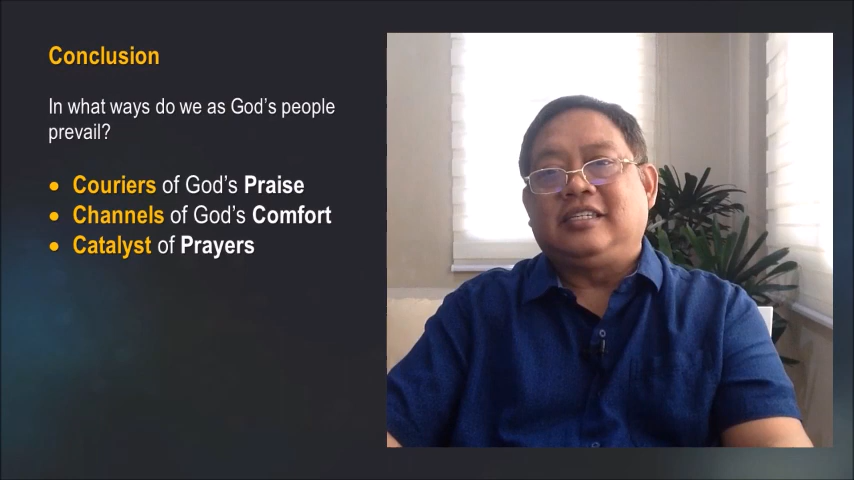 Conclusion
In what ways do we as God’s people
prevail?
• Couriers of God’s Praise
• Channels of God’s Comfort
• Catalyst of Prayers